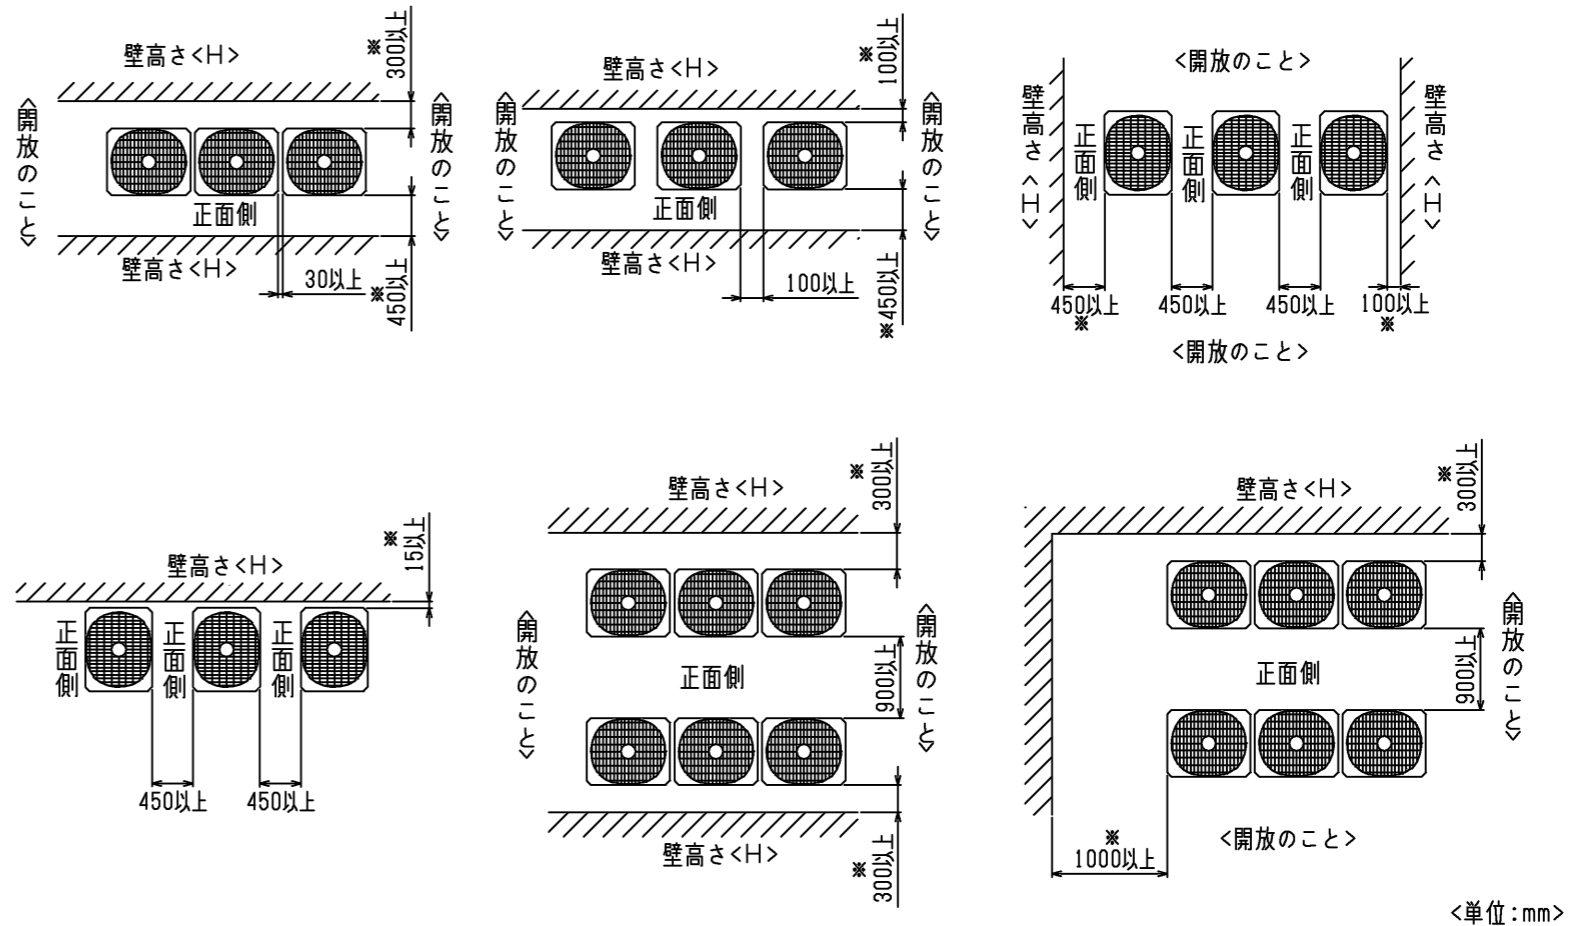 壁高さ<H>
※
300以上
<開放のこと>
<開放のこと>
正面側
壁高さ<H>
30以上
※
450以上
壁高さ<H>
※
100以上
<開放のこと>
<開放のこと>
正面側
壁高さ<H>
100以上
※450以上
<開放のこと>
壁高さ<H>
正面側
正面側
正面側
壁高さ<H>
450以上
※
450以上
450以上
100以上
※
<開放のこと>
壁高さ<H>
※
15以上
正面側
正面側
正面側
450以上
450以上
壁高さ<H>
※
300以上
<開放のこと>
正面側
900以上
<開放のこと>
壁高さ<H>
※
300以上
壁高さ<H>
※
300以上
正面側
900以上
<開放のこと>
※
1000以上
<開放のこと>
<単位:mm>